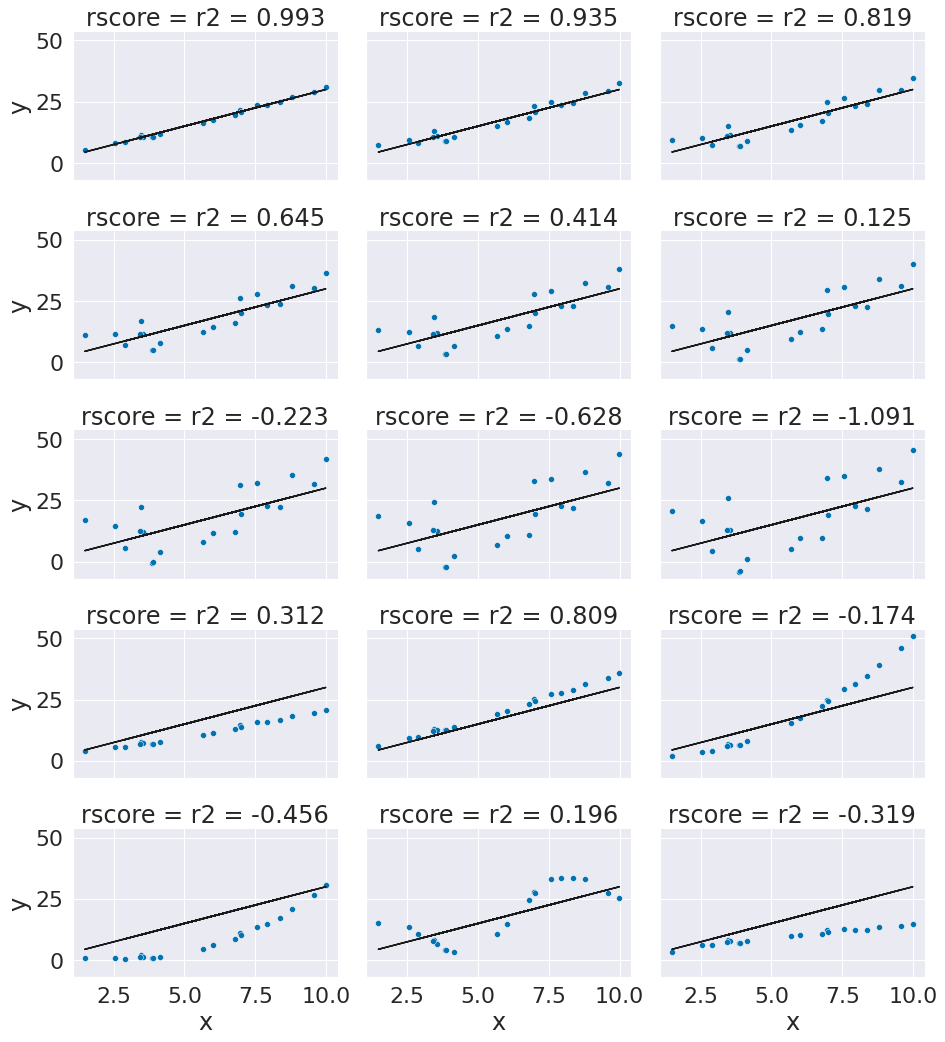 rscore = r2 = 0.993 rscore = r2 = 0.935 rscore = r2 = 0.819
50
25
0
y
rscore = r2 = 0.645 rscore = r2 = 0.414 rscore = r2 = 0.125
50
25
0
y
rscore = r2 = -0.223 rscore = r2 = -0.628 rscore = r2 = -1.091
50
25
0
y
rscore = r2 = 0.312 rscore = r2 = 0.809 rscore = r2 = -0.174
50
25
0
y
rscore = r2 = -0.456 rscore = r2 = 0.196 rscore = r2 = -0.319
50
25
0
y
2.5 5.0 7.5 10.0 2.5 5.0 7.5 10.0 2.5 5.0 7.5 10.0
x x x